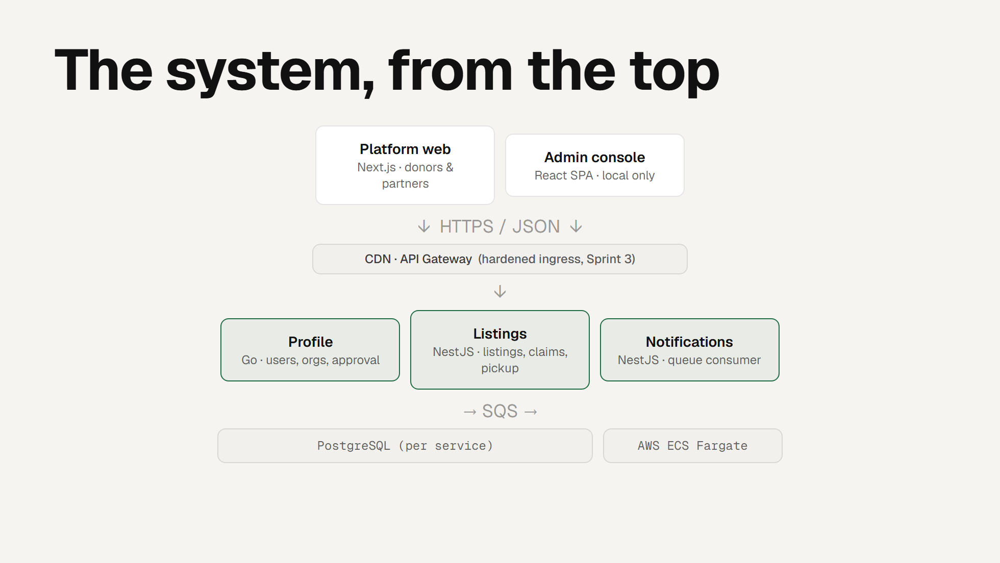 The system, from the top
Platform web
Next.js · donors &
partners
Admin console
React SPA · local only
↓ HTTPS / JSON ↓
CDN · API Gateway (hardened ingress, Sprint 3)
↓
Profile
Go · users, orgs, approval
Listings
NestJS · listings, claims,
pickup
Notifications
NestJS · queue consumer
→ SQS →
PostgreSQL (per service)
AWS ECS Fargate